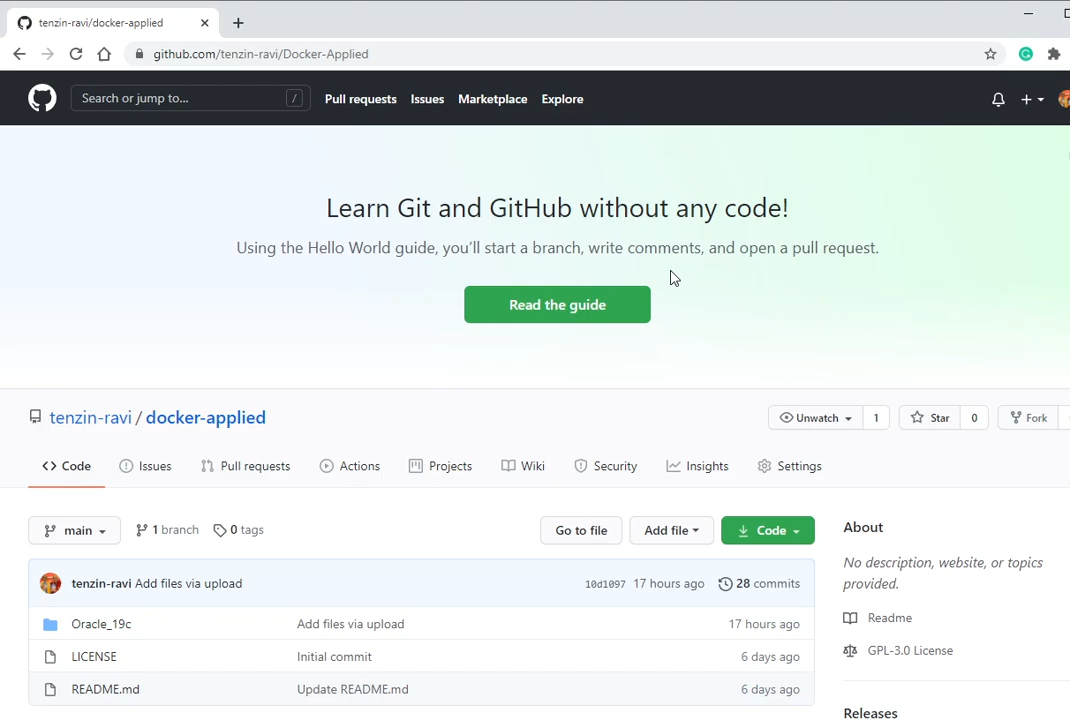 tenzin-ravi/docker-applied
github.com/tenzin-ravi/Docker-Applied
Search or jump to... / Pull requests Issues Marketplace Explore
Learn Git and GitHub without any code!
Using the Hello World guide, you'll start a branch, write comments, and open a pull request.
Read the guide
tenzin-ravi / docker-applied Unwatch 1 Star 0 Fork
Code Issues Pull requests Actions Projects Wiki Security Insights Settings
main 1 branch 0 tags Go to file Add file Code About
tenzin-ravi Add files via upload 10d1097 17 hours ago 28 commits No description, website, or topics
provided.
Oracle_19c Add files via upload 17 hours ago Readme
LICENSE Initial commit 6 days ago GPL-3.0 License
README.md Update README.md 6 days ago
Releases